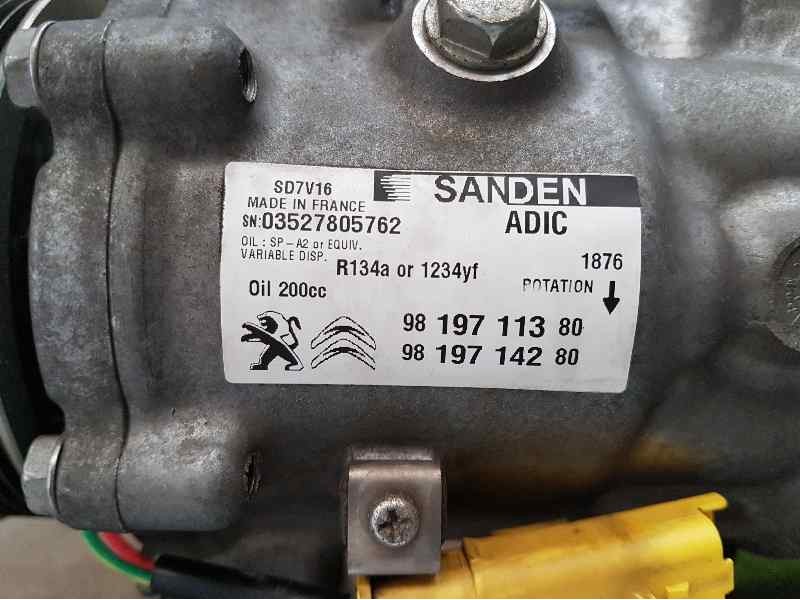 SD7V16 SANDEN
MADE IN FRANCE
SN:03527805762 ADIC
OIL : SP-A2 or EQUIV.
VARIABLE DISP.
R134a or 1234yf 1876
Oil 200cc ROTATION
98 197 113 80
98 197 142 80